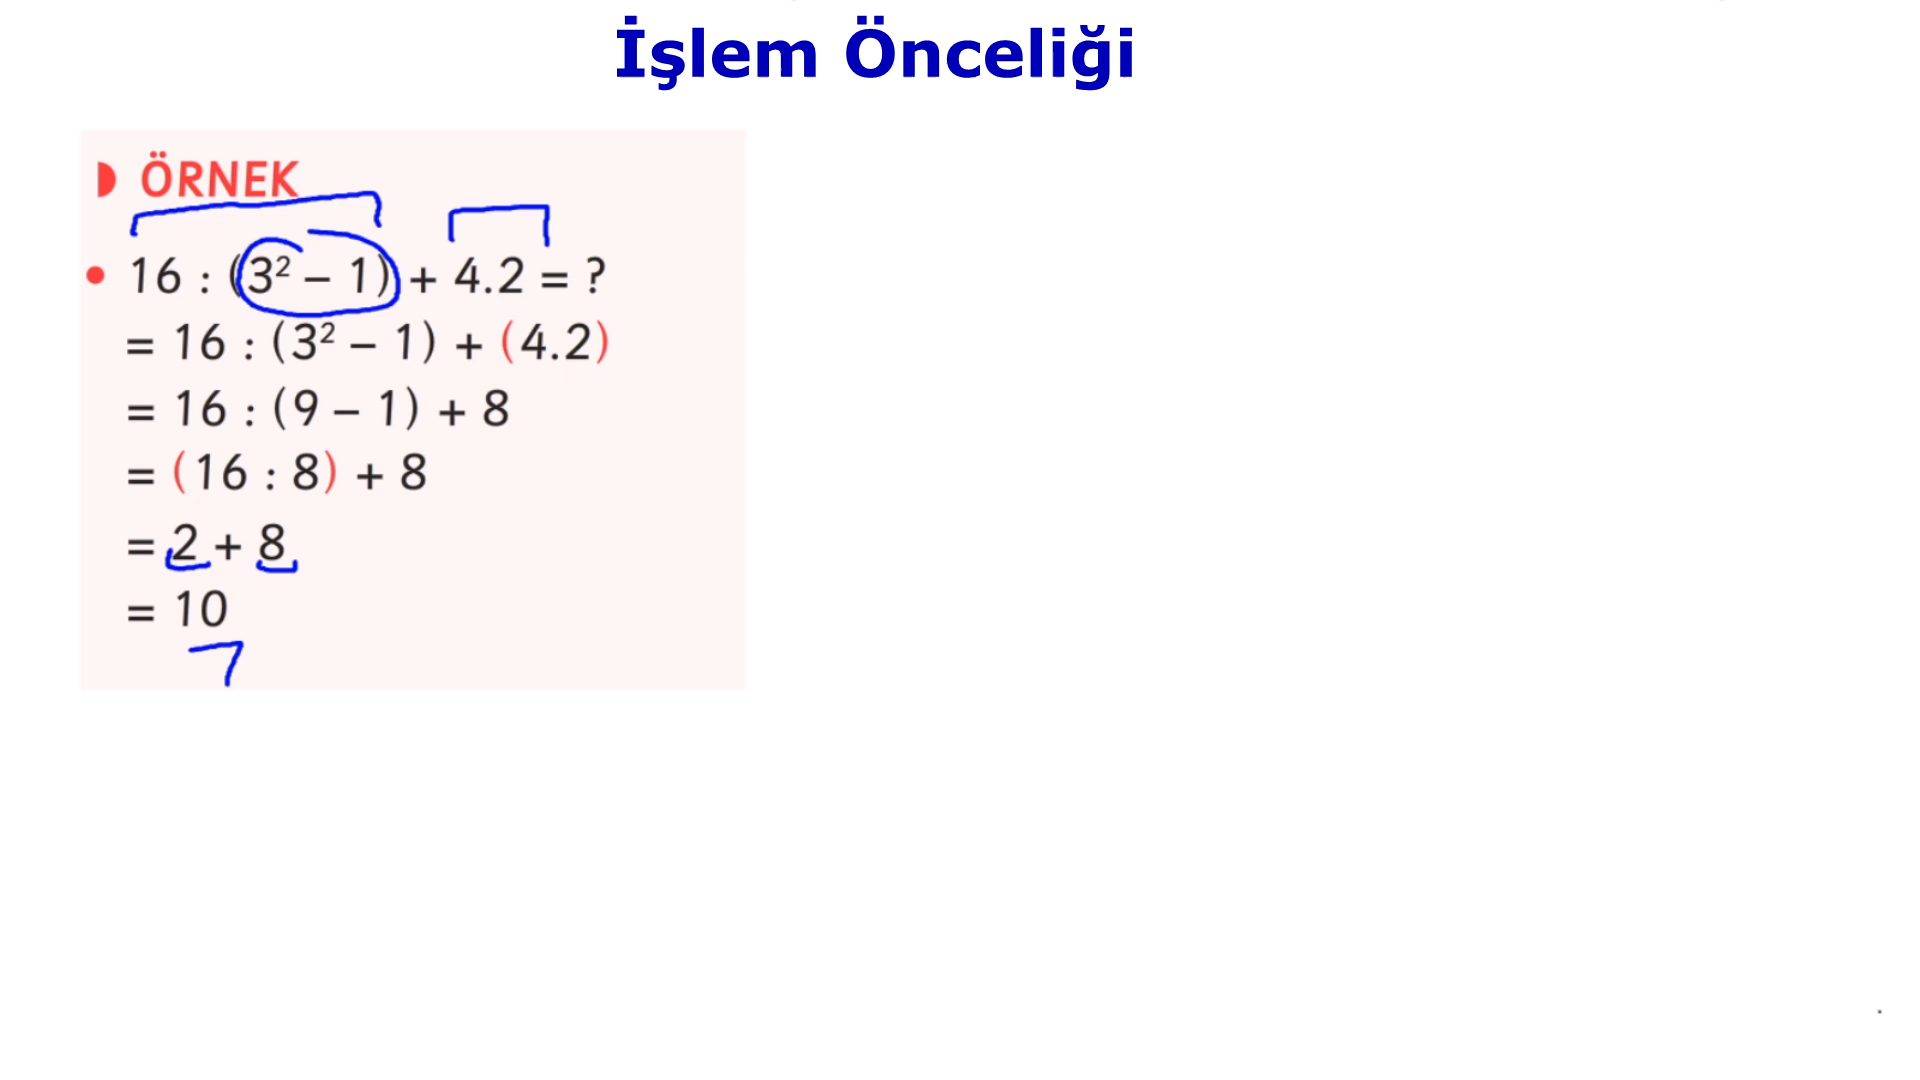 İşlem Önceliği
ÖRNEK
• 16 : (3² – 1) + 4.2 = ?
= 16 : (3² – 1) + (4.2)
= 16 : (9 – 1) + 8
= (16 : 8) + 8
= 2 + 8
= 10